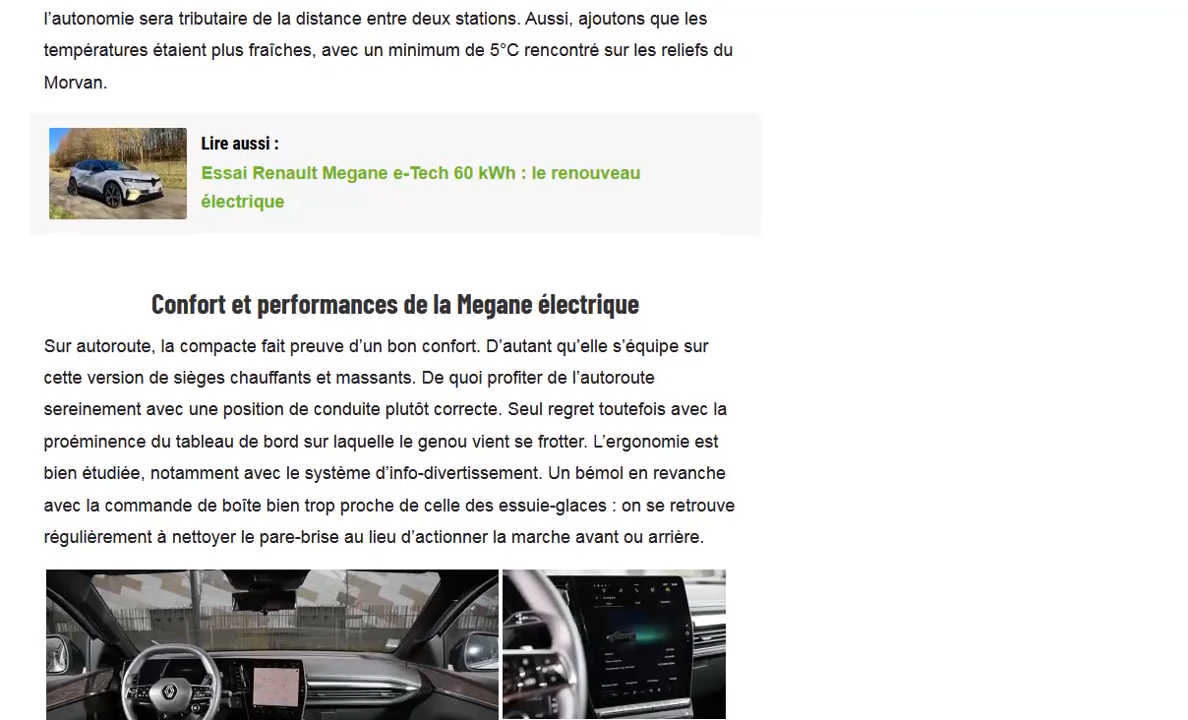 l’autonomie sera tributaire de la distance entre deux stations. Aussi, ajoutons que les
températures étaient plus fraîches, avec un minimum de 5°C rencontré sur les reliefs du
Morvan.
Lire aussi :
Essai Renault Megane e-Tech 60 kWh : le renouveau
électrique
Confort et performances de la Megane électrique
Sur autoroute, la compacte fait preuve d’un bon confort. D’autant qu’elle s’équipe sur
cette version de sièges chauffants et massants. De quoi profiter de l’autoroute
sereinement avec une position de conduite plutôt correcte. Seul regret toutefois avec la
proéminence du tableau de bord sur laquelle le genou vient se frotter. L’ergonomie est
bien étudiée, notamment avec le système d’info-divertissement. Un bémol en revanche
avec la commande de boîte bien trop proche de celle des essuie-glaces : on se retrouve
régulièrement à nettoyer le pare-brise au lieu d’actionner la marche avant ou arrière.